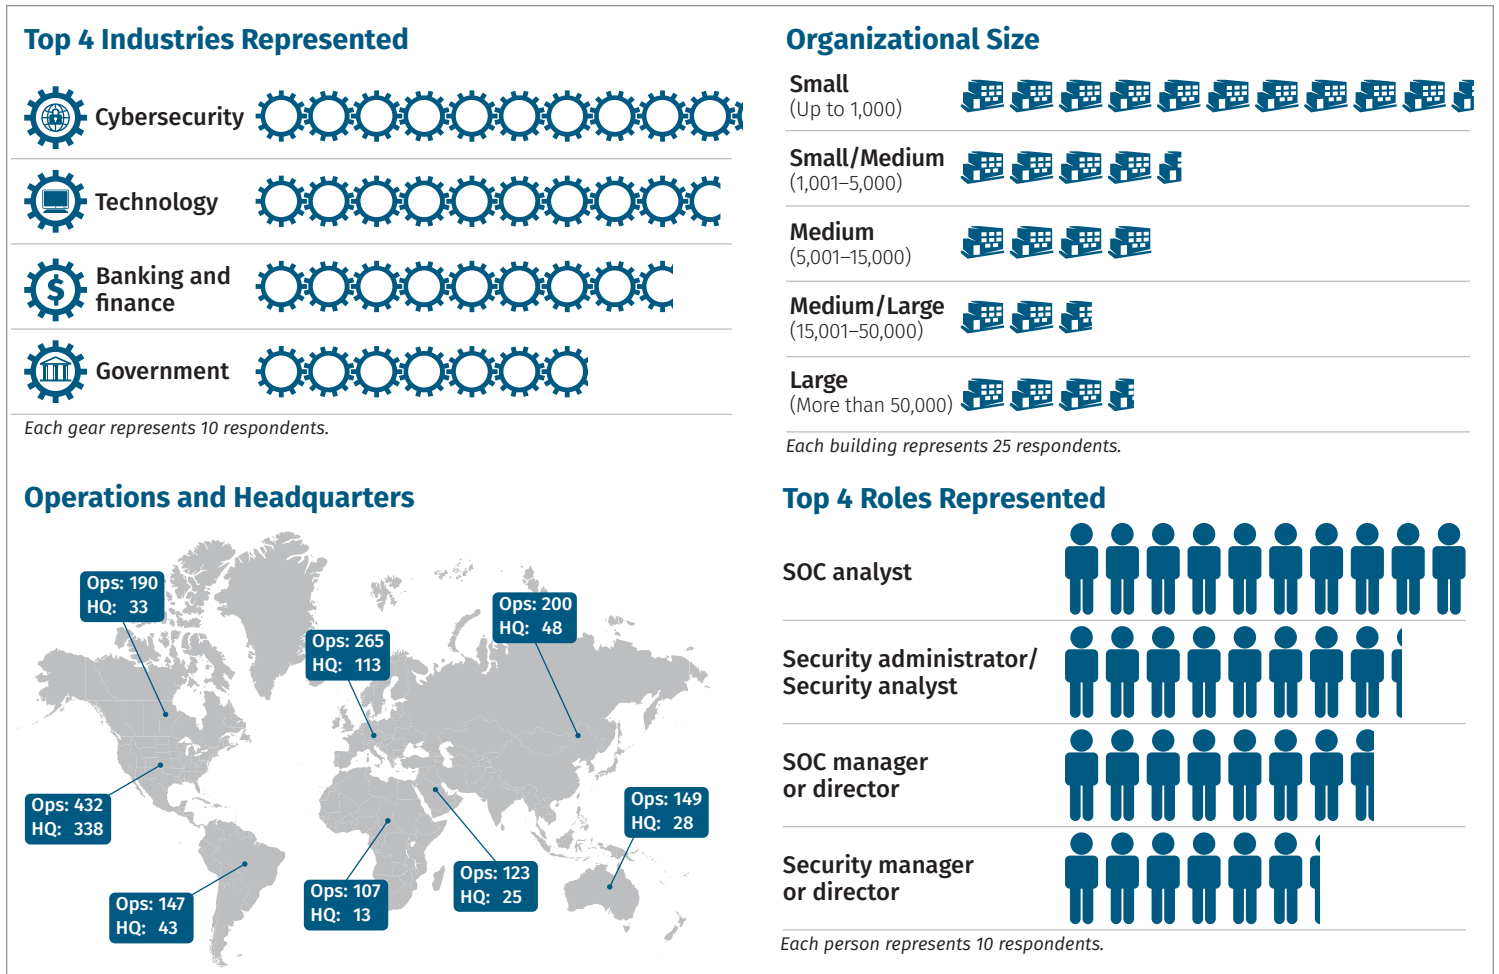 Top 4 Industries Represented
Cybersecurity
Technology
$
Banking and
finance
Government
Each gear represents 10 respondents.
Organizational Size
Small
(Up to 1,000)
Small/Medium
(1,001–5,000)
Medium
(5,001–15,000)
Medium/Large
(15,001–50,000)
Large
(More than 50,000)
Each building represents 25 respondents.
Operations and Headquarters
Ops: 190
HQ: 33
Ops: 265
HQ: 113
Ops: 200
HQ: 48
Ops: 432
HQ: 338
Ops: 149
HQ: 28
Ops: 147
HQ: 43
Ops: 107
HQ: 13
Ops: 123
HQ: 25
Top 4 Roles Represented
SOC analyst
Security administrator/
Security analyst
SOC manager
or director
Security manager
or director
Each person represents 10 respondents.